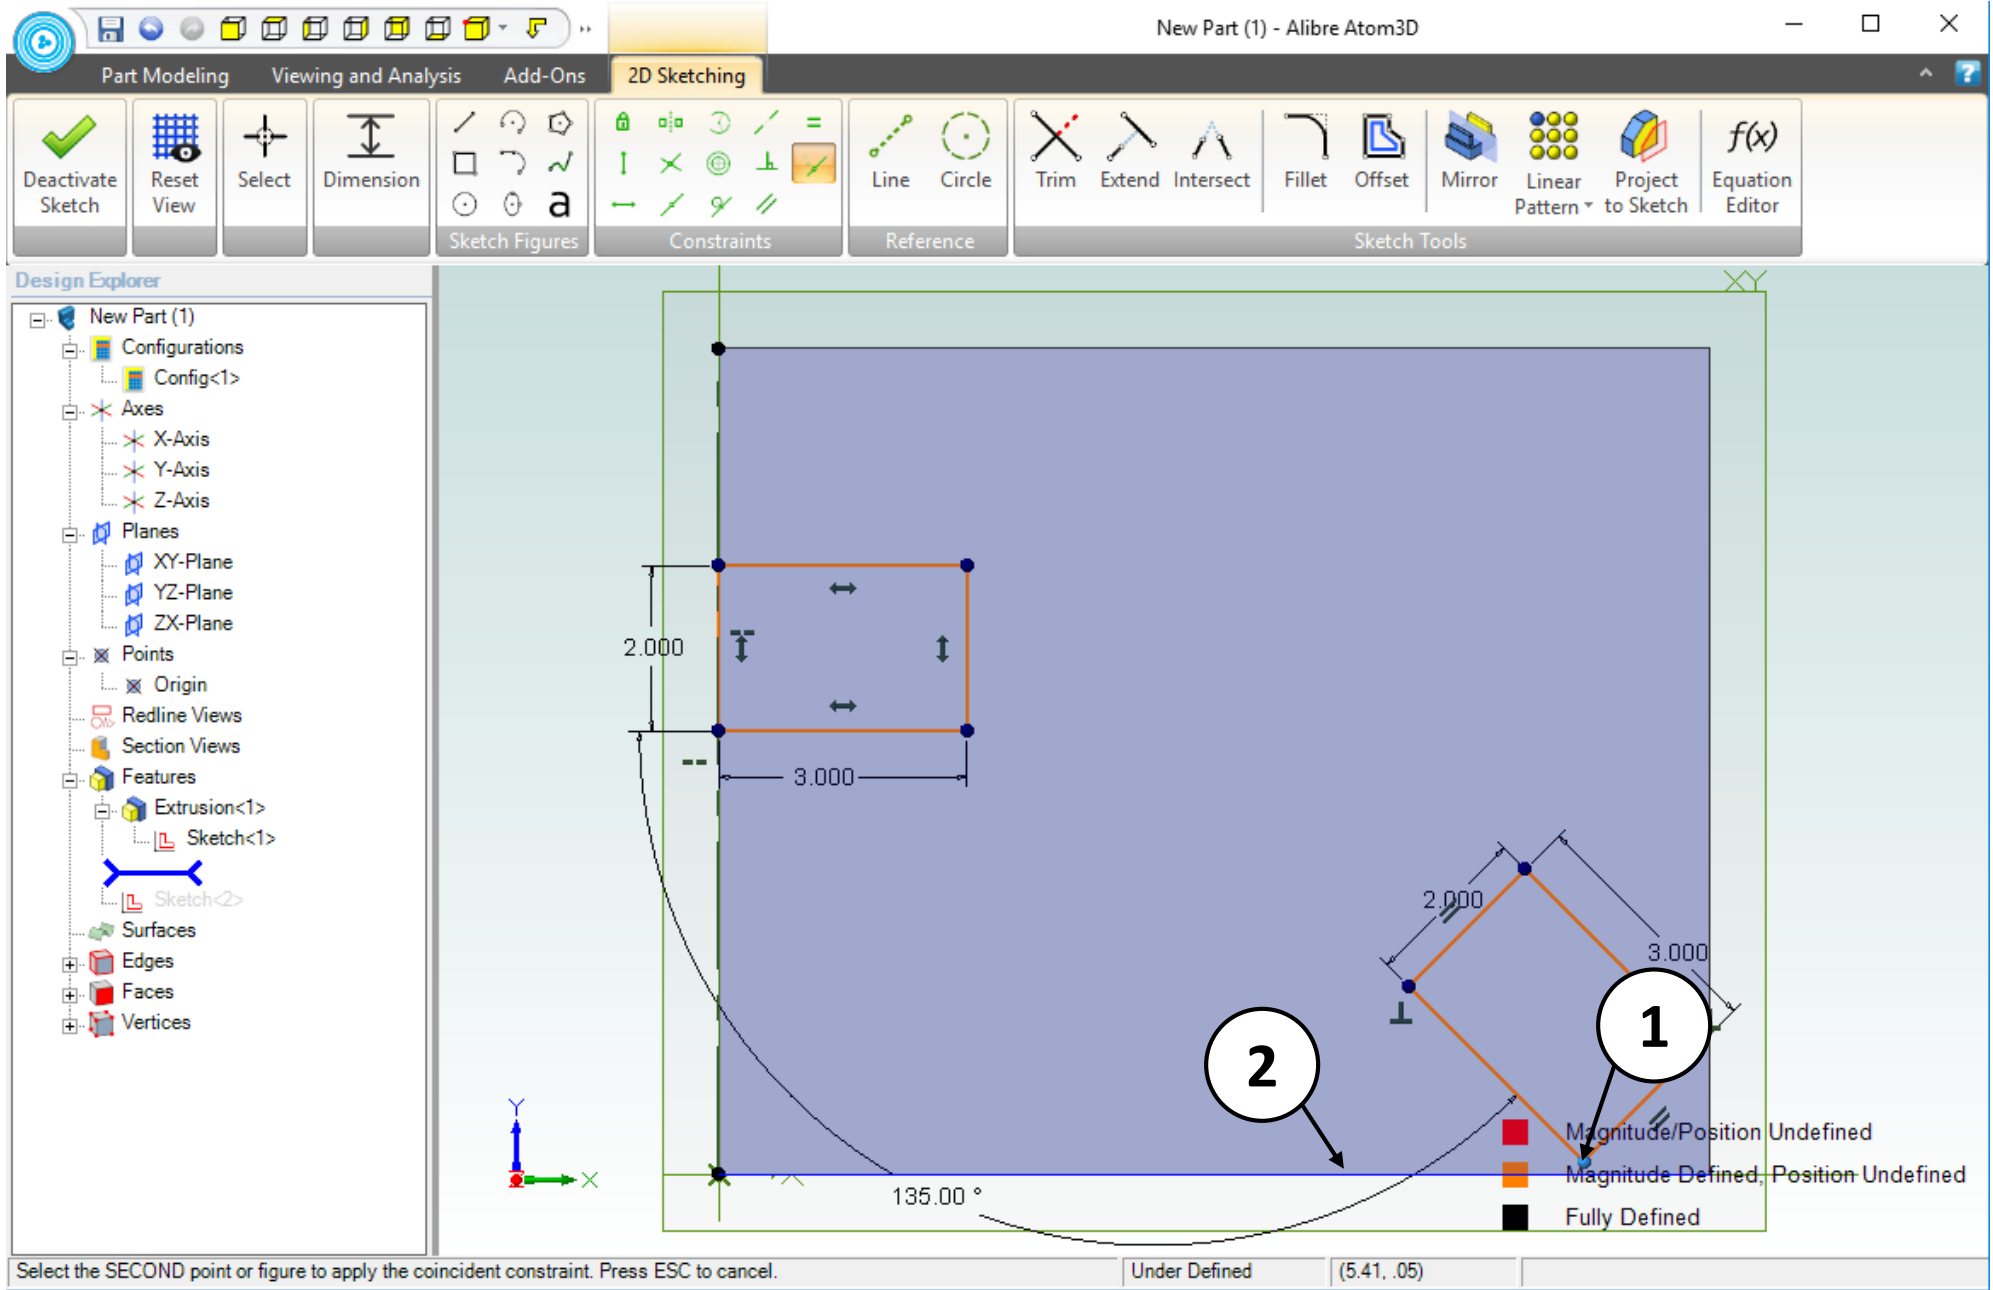 New Part (1) - Alibre Atom3D
Part Modeling
Viewing and Analysis
Add-Ons
2D Sketching
Deactivate
Sketch
Reset
View
Select
Dimension
a
Sketch Figures
Constraints
Line
Circle
Reference
Trim
Extend
Intersect
Fillet
Offset
Mirror
Linear
Pattern
Project
to Sketch
f(x)
Equation
Editor
Sketch Tools
Design Explorer
New Part (1)
Configurations
Config<1>
Axes
X-Axis
Y-Axis
Z-Axis
Planes
XY-Plane
YZ-Plane
ZX-Plane
Points
Origin
Redline Views
Section Views
Features
Extrusion<1>
Sketch<1>
Sketch<2>
Surfaces
Edges
Faces
Vertices
XY
2.000
3.000
2.000
3.000
1
2
135.00 °
Y
X
X
Magnitude/Position Undefined
Magnitude Defined, Position Undefined
Fully Defined
Select the SECOND point or figure to apply the coincident constraint. Press ESC to cancel.
Under Defined
(5.41, .05)